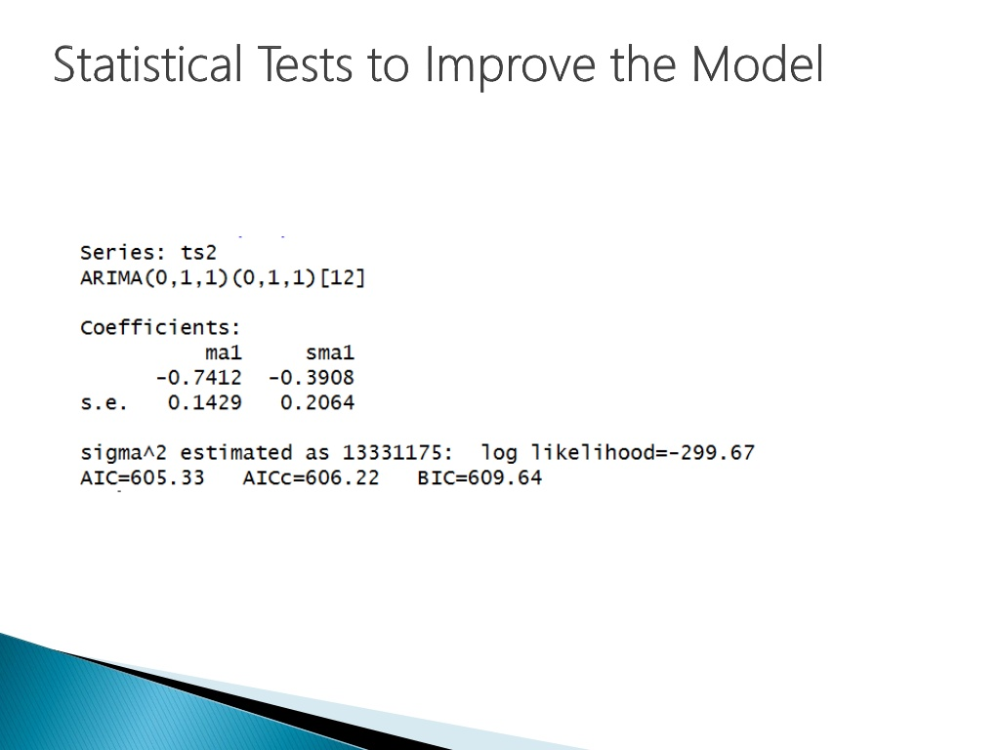 Statistical Tests to Improve the Model
Series: ts2
ARIMA(0,1,1)(0,1,1)[12]
Coefficients:
ma1 sma1
-0.7412 -0.3908
s.e. 0.1429 0.2064
sigma^2 estimated as 13331175: log likelihood=-299.67
AIC=605.33 AICc=606.22 BIC=609.64